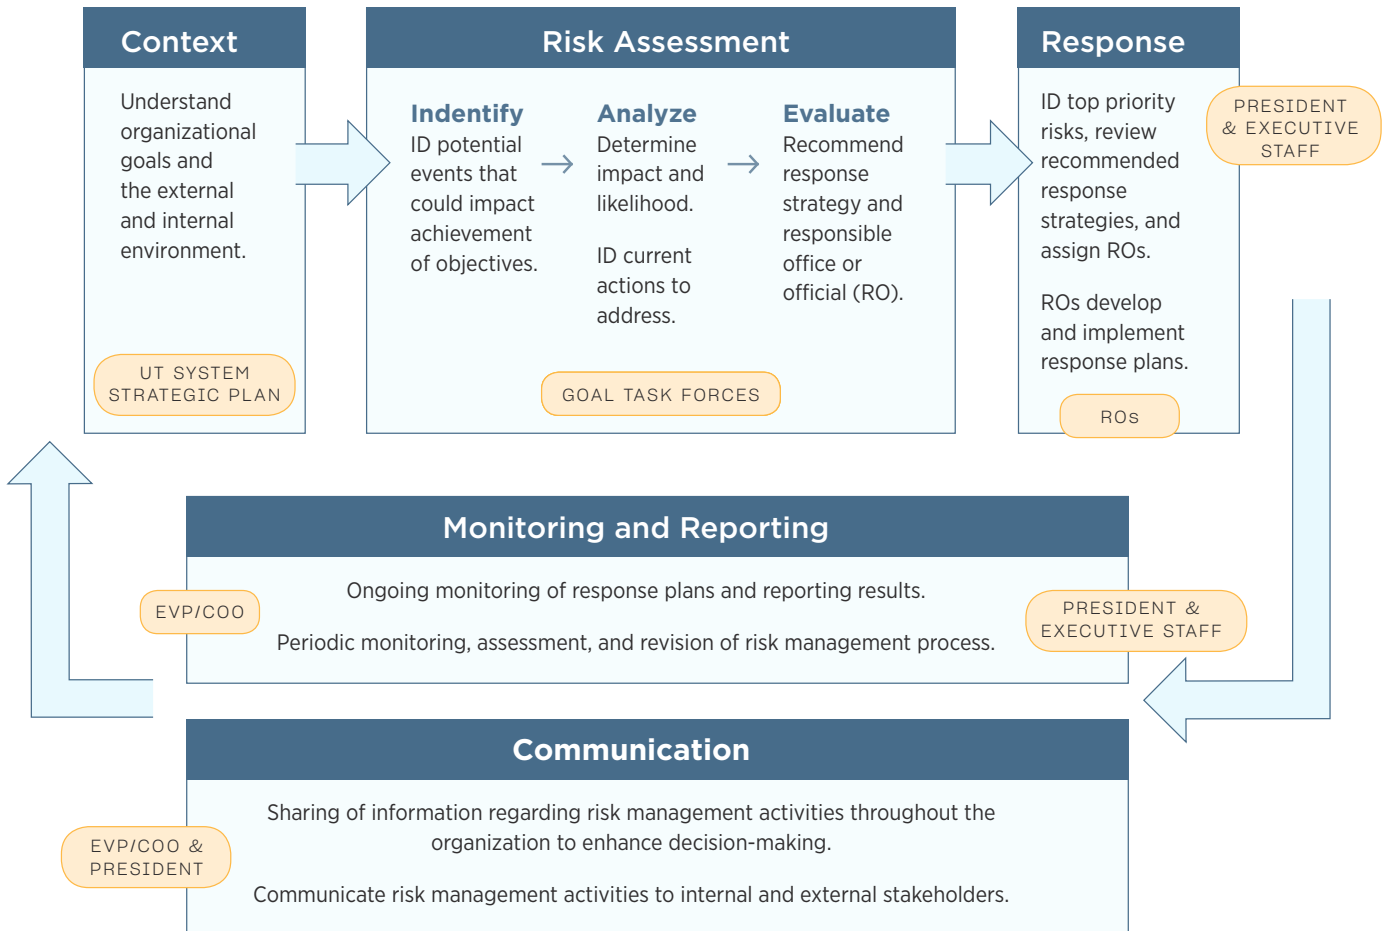 Context
Understand
organizational
goals and
the external
and internal
environment.
UT SYSTEM
STRATEGIC PLAN
Risk Assessment
Indentify
ID potential
events that
could impact
achievement
of objectives.
Analyze
Determine
impact and
likelihood.
ID current
actions to
address.
Evaluate
Recommend
response
strategy and
responsible
office or
official (RO).
GOAL TASK FORCES
Response
ID top priority
risks, review
recommended
response
strategies, and
assign ROs.
ROs develop
and implement
response plans.
PRESIDENT
& EXECUTIVE
STAFF
ROs
Monitoring and Reporting
Ongoing monitoring of response plans and reporting results.
Periodic monitoring, assessment, and revision of risk management process.
EVP/COO
PRESIDENT &
EXECUTIVE STAFF
Communication
Sharing of information regarding risk management activities throughout the
organization to enhance decision-making.
Communicate risk management activities to internal and external stakeholders.
EVP/COO &
PRESIDENT